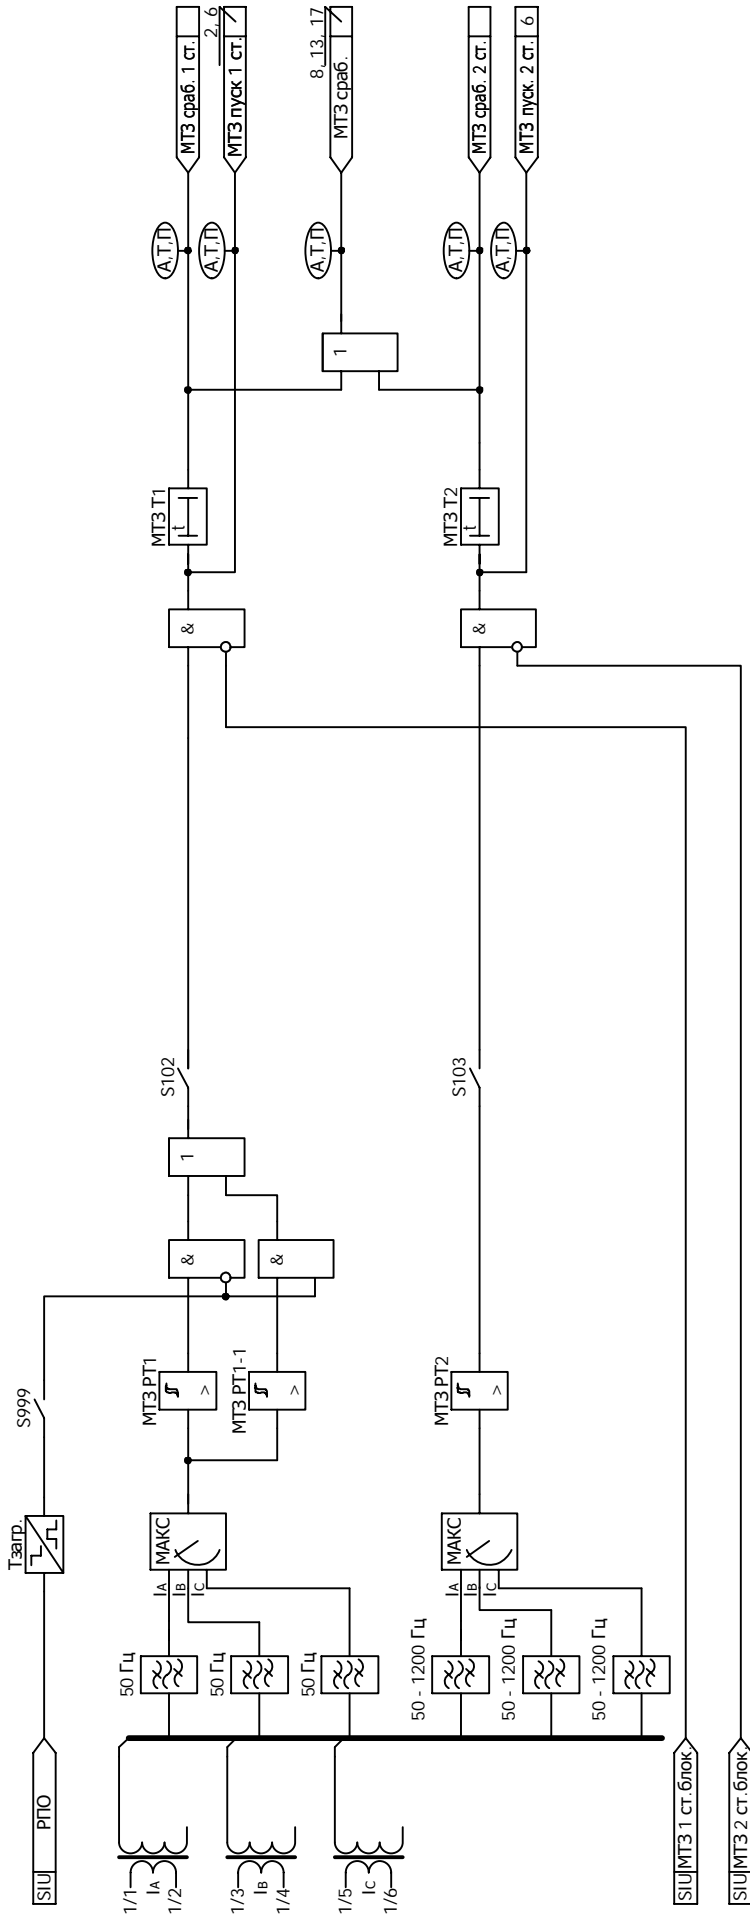 МТЗ сраб. 1 ст.
2, 6
МТЗ пуск 1 ст.
8, 13, 17
МТЗ сраб.
МТЗ сраб. 2 ст.
МТЗ пуск. 2 ст. 6
А,Т,П
А,Т,П
А,Т,П
А,Т,П
А,Т,П
1
МТЗ Т1
t
МТЗ Т2
t
&
&
S102
S103
1
&
&
S999
МТЗ РТ1
>
МТЗ РТ1-1
>
МТЗ РТ2
>
Тзагр.
МАКС
IA
IB
IC
МАКС
IA
IB
IC
50 Гц
50 Гц
50 Гц
50 - 1200 Гц
50 - 1200 Гц
50 - 1200 Гц
SIU РПО
1/1
IA
1/2
1/3
IB
1/4
1/5
IC
1/6
SIU МТЗ 1 ст. блок.
SIU МТЗ 2 ст. блок.